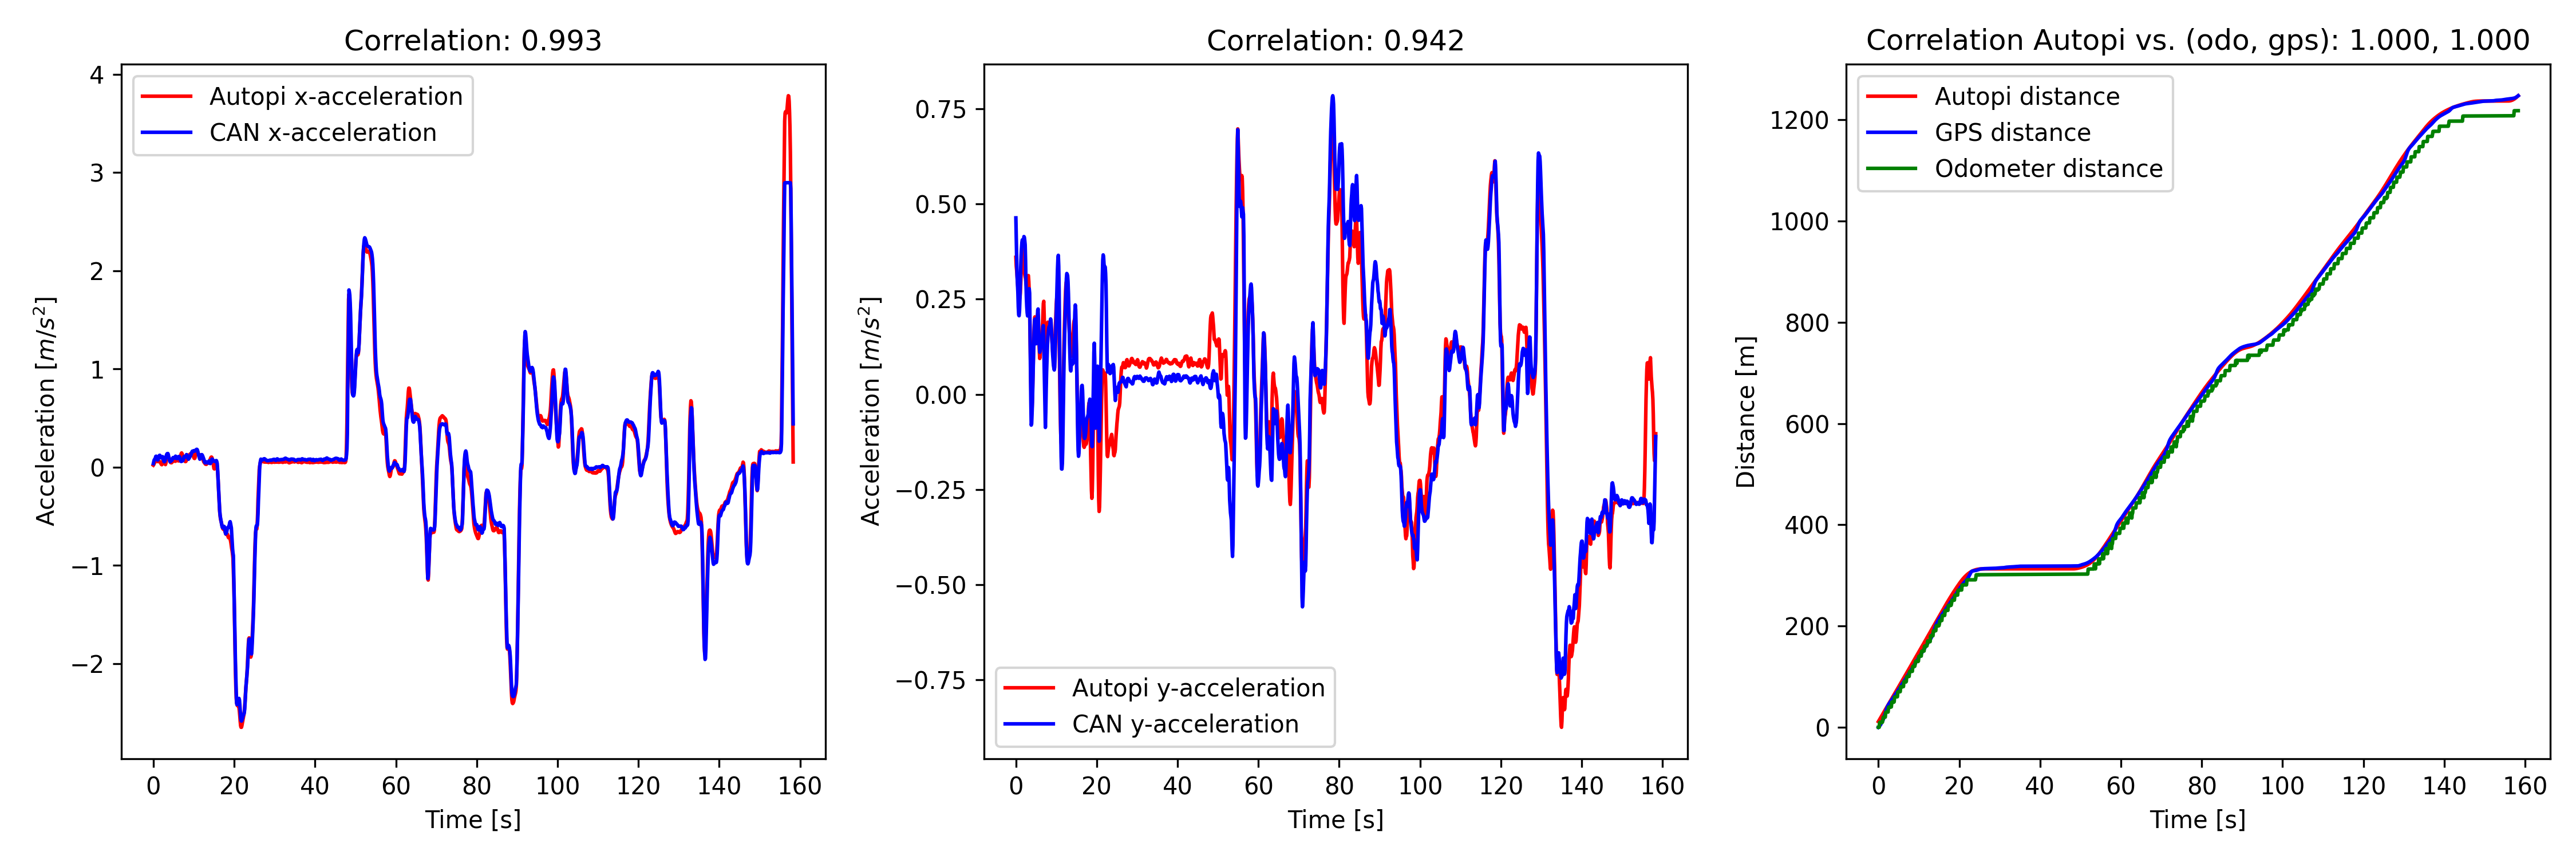 Correlation: 0.993
Autopi x-acceleration
CAN x-acceleration
4
3
2
1
0
−1
−2
Acceleration [m/s²]
0 20 40 60 80 100 120 140 160
Time [s]
Correlation: 0.942
0.75
0.50
0.25
0.00
−0.25
−0.50
−0.75
Acceleration [m/s²]
Autopi y-acceleration
CAN y-acceleration
0 20 40 60 80 100 120 140 160
Time [s]
Correlation Autopi vs. (odo, gps): 1.000, 1.000
Autopi distance
GPS distance
Odometer distance
1200
1000
800
600
400
200
0
Distance [m]
0 20 40 60 80 100 120 140 160
Time [s]